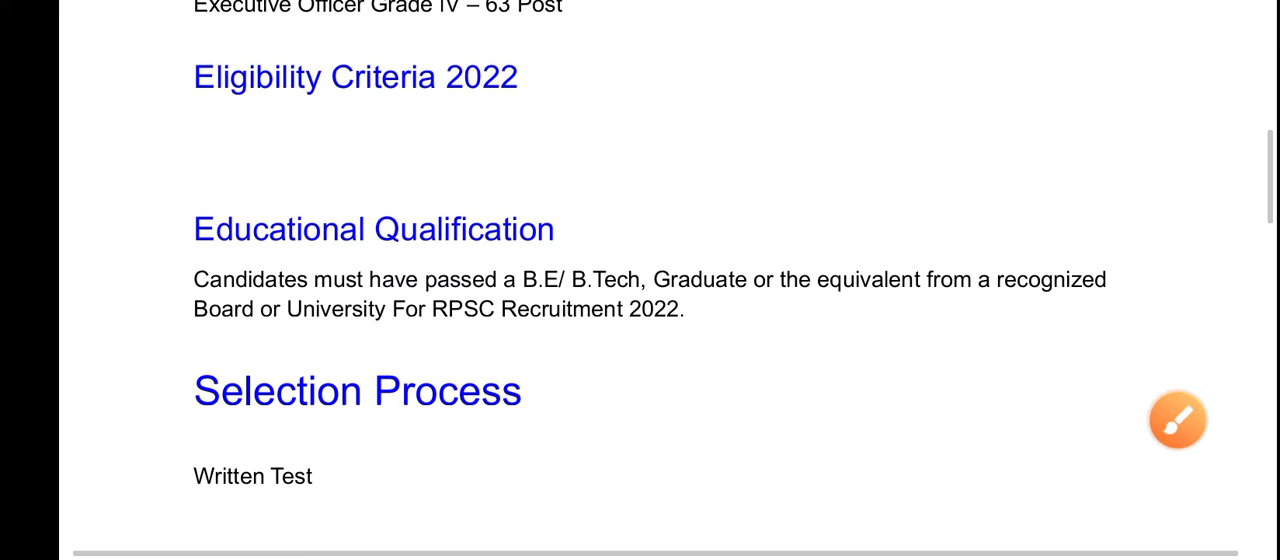 Executive Officer Grade IV – 63 Post
Eligibility Criteria 2022
Educational Qualification
Candidates must have passed a B.E/ B.Tech, Graduate or the equivalent from a recognized
Board or University For RPSC Recruitment 2022.
Selection Process
Written Test